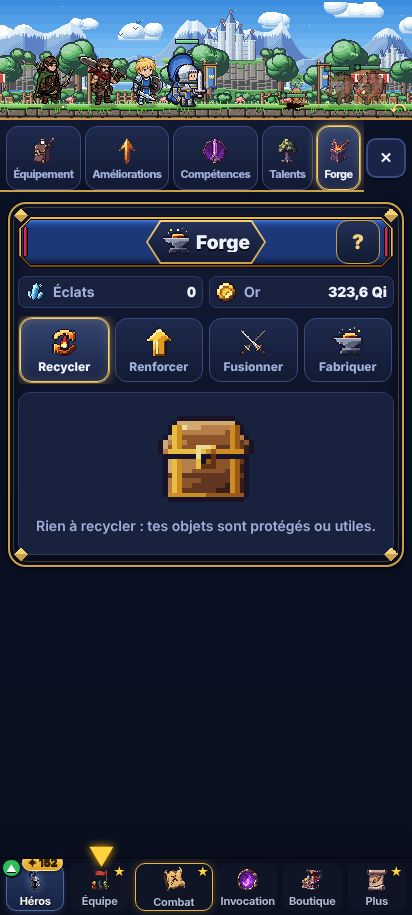 Équipement
Améliorations
Compétences
Talents
Forge
×
Forge
?
Éclats 0
Or 323,6 Qi
Recycler
Renforcer
Fusionner
Fabriquer
Rien à recycler : tes objets sont protégés ou utiles.
Héros
Équipe
Combat
Invocation
Boutique
Plus